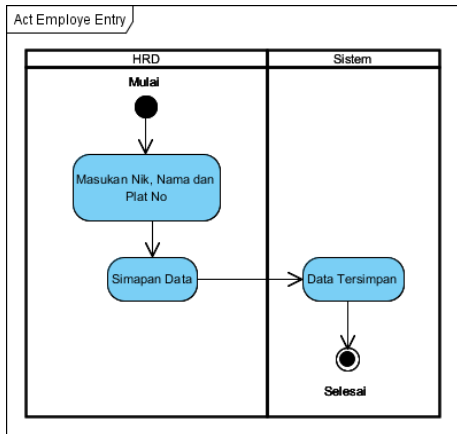 Act Employe Entry
HRD
Sistem
Mulai
Masukan Nik, Nama dan
Plat No
Simapan Data
Data Tersimpan
Selesai